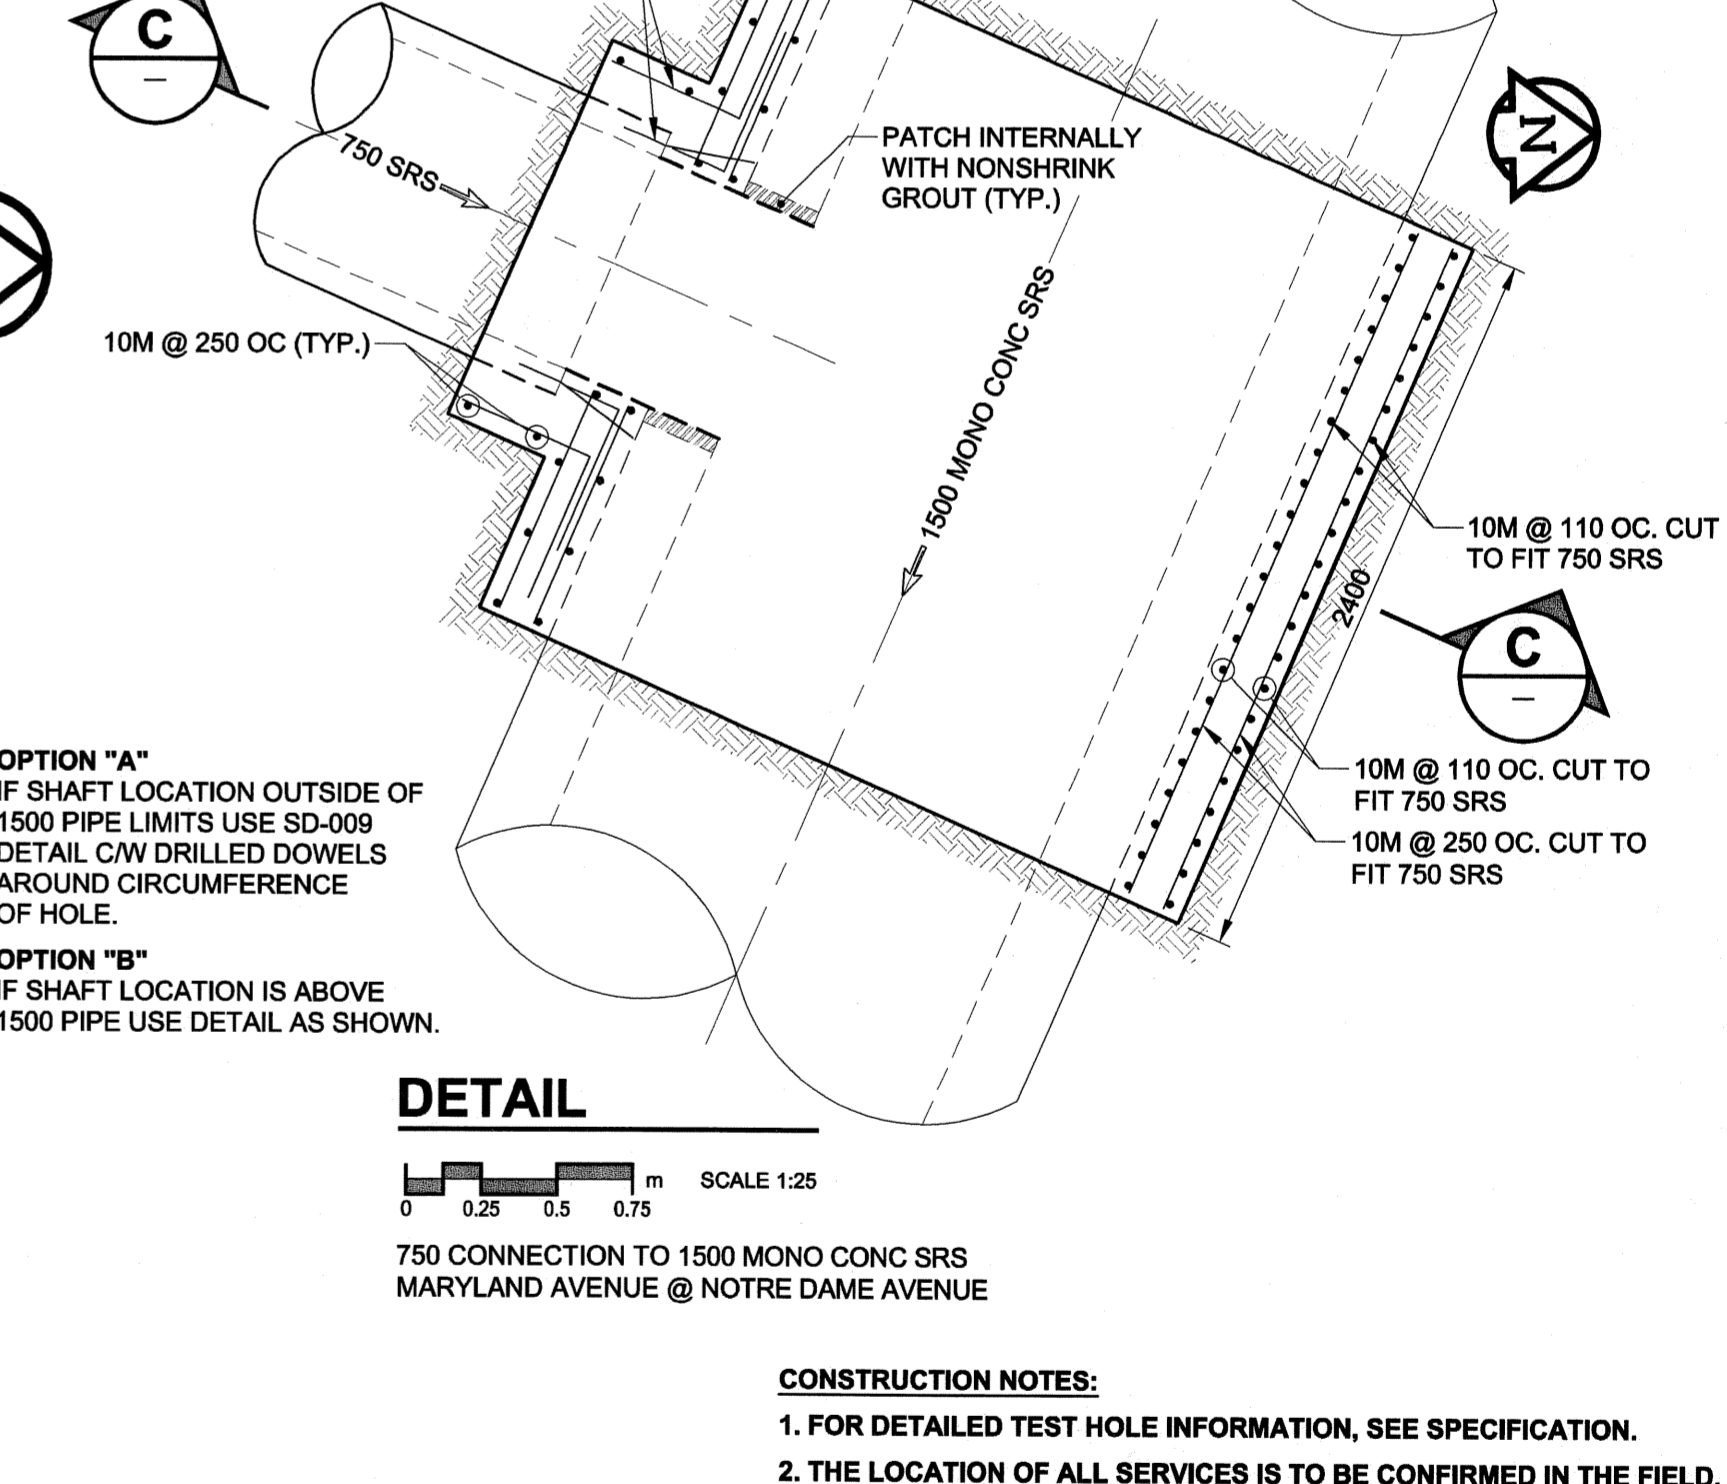 C
–
750 SRS
PATCH INTERNALLY
WITH NONSHRINK
GROUT (TYP.)
N
10M @ 250 OC (TYP.)
1500 MONO CONC SRS
10M @ 110 OC. CUT
TO FIT 750 SRS
2400
C
–
10M @ 110 OC. CUT TO
FIT 750 SRS
10M @ 250 OC. CUT TO
FIT 750 SRS
OPTION "A"
IF SHAFT LOCATION OUTSIDE OF
1500 PIPE LIMITS USE SD-009
DETAIL C/W DRILLED DOWELS
AROUND CIRCUMFERENCE
OF HOLE.
OPTION "B"
IF SHAFT LOCATION IS ABOVE
1500 PIPE USE DETAIL AS SHOWN.
DETAIL
0 0.25 0.5 0.75 m SCALE 1:25
750 CONNECTION TO 1500 MONO CONC SRS
MARYLAND AVENUE @ NOTRE DAME AVENUE
CONSTRUCTION NOTES:
1. FOR DETAILED TEST HOLE INFORMATION, SEE SPECIFICATION.
2. THE LOCATION OF ALL SERVICES IS TO BE CONFIRMED IN THE FIELD.